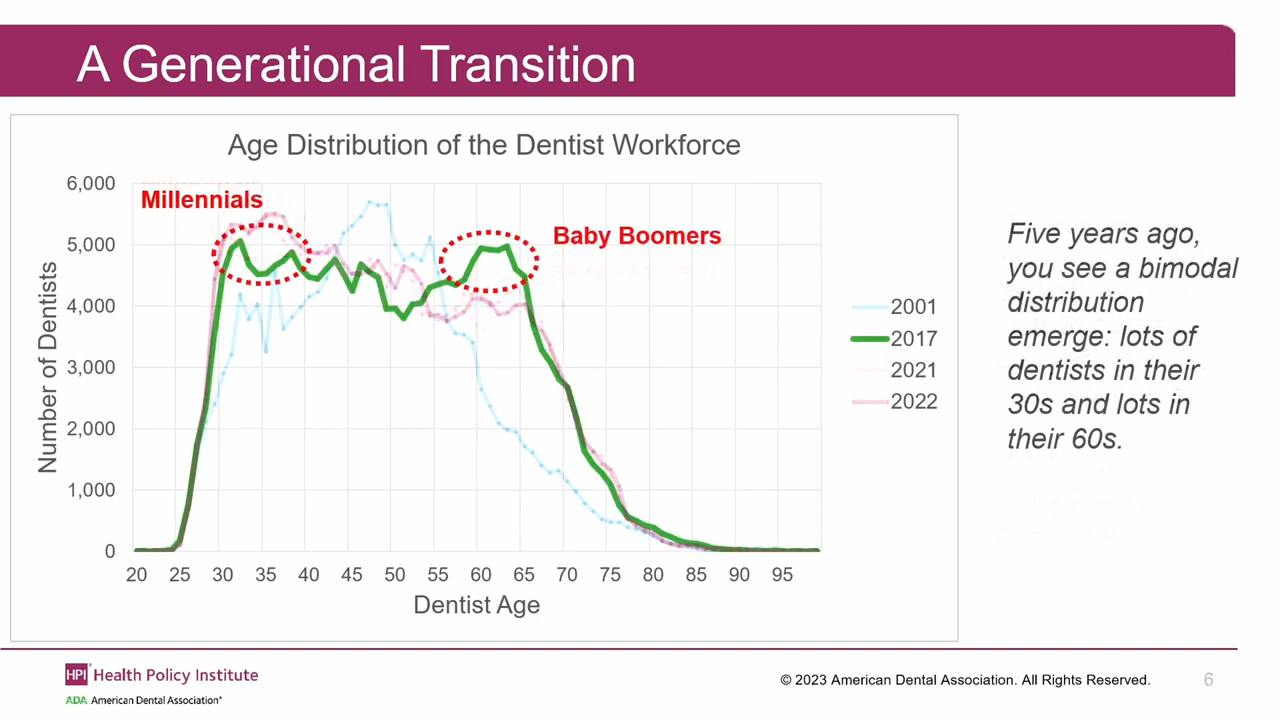 A Generational Transition
Age Distribution of the Dentist Workforce
6,000
5,000
4,000
3,000
2,000
1,000
0
Number of Dentists
Millennials
Baby Boomers
20 25 30 35 40 45 50 55 60 65 70 75 80 85 90 95
Dentist Age
2001
2017
2021
2022
Five years ago,
you see a bimodal
distribution
emerge: lots of
dentists in their
30s and lots in
their 60s.
HPI Health Policy Institute
ADA American Dental Association®
© 2023 American Dental Association. All Rights Reserved.
6